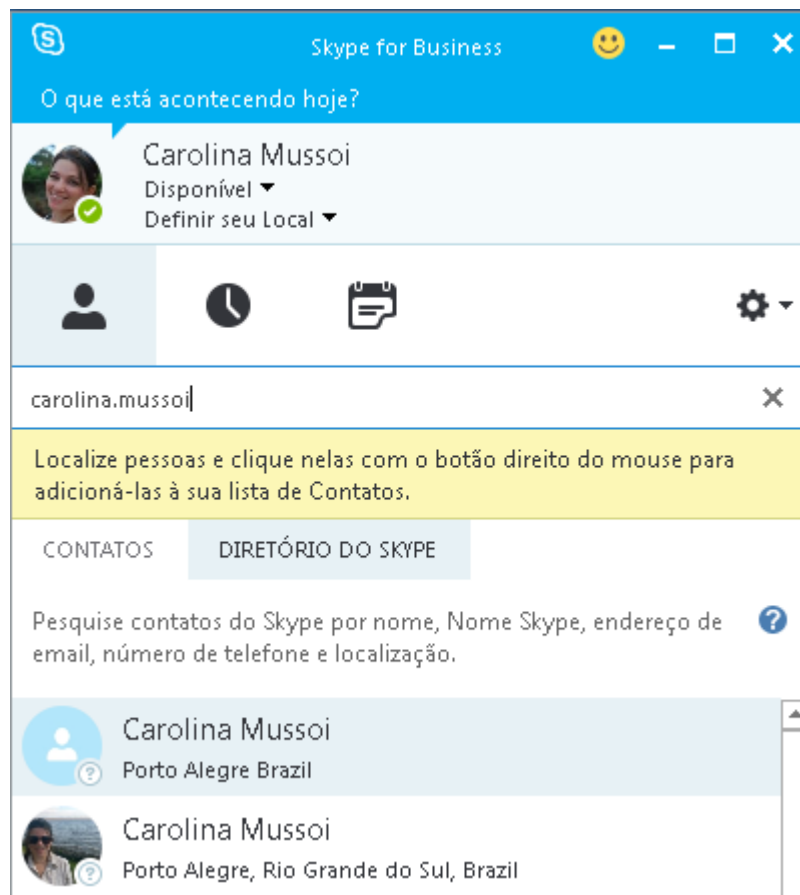 Skype for Business
O que está acontecendo hoje?
Carolina Mussoi
Disponível
Definir seu Local
carolina.mussoi
Localize pessoas e clique nelas com o botão direito do mouse para
adicioná-las à sua lista de Contatos.
CONTATOS DIRETÓRIO DO SKYPE
Pesquise contatos do Skype por nome, Nome Skype, endereço de
email, número de telefone e localização.
Carolina Mussoi
Porto Alegre Brazil
Carolina Mussoi
Porto Alegre, Rio Grande do Sul, Brazil